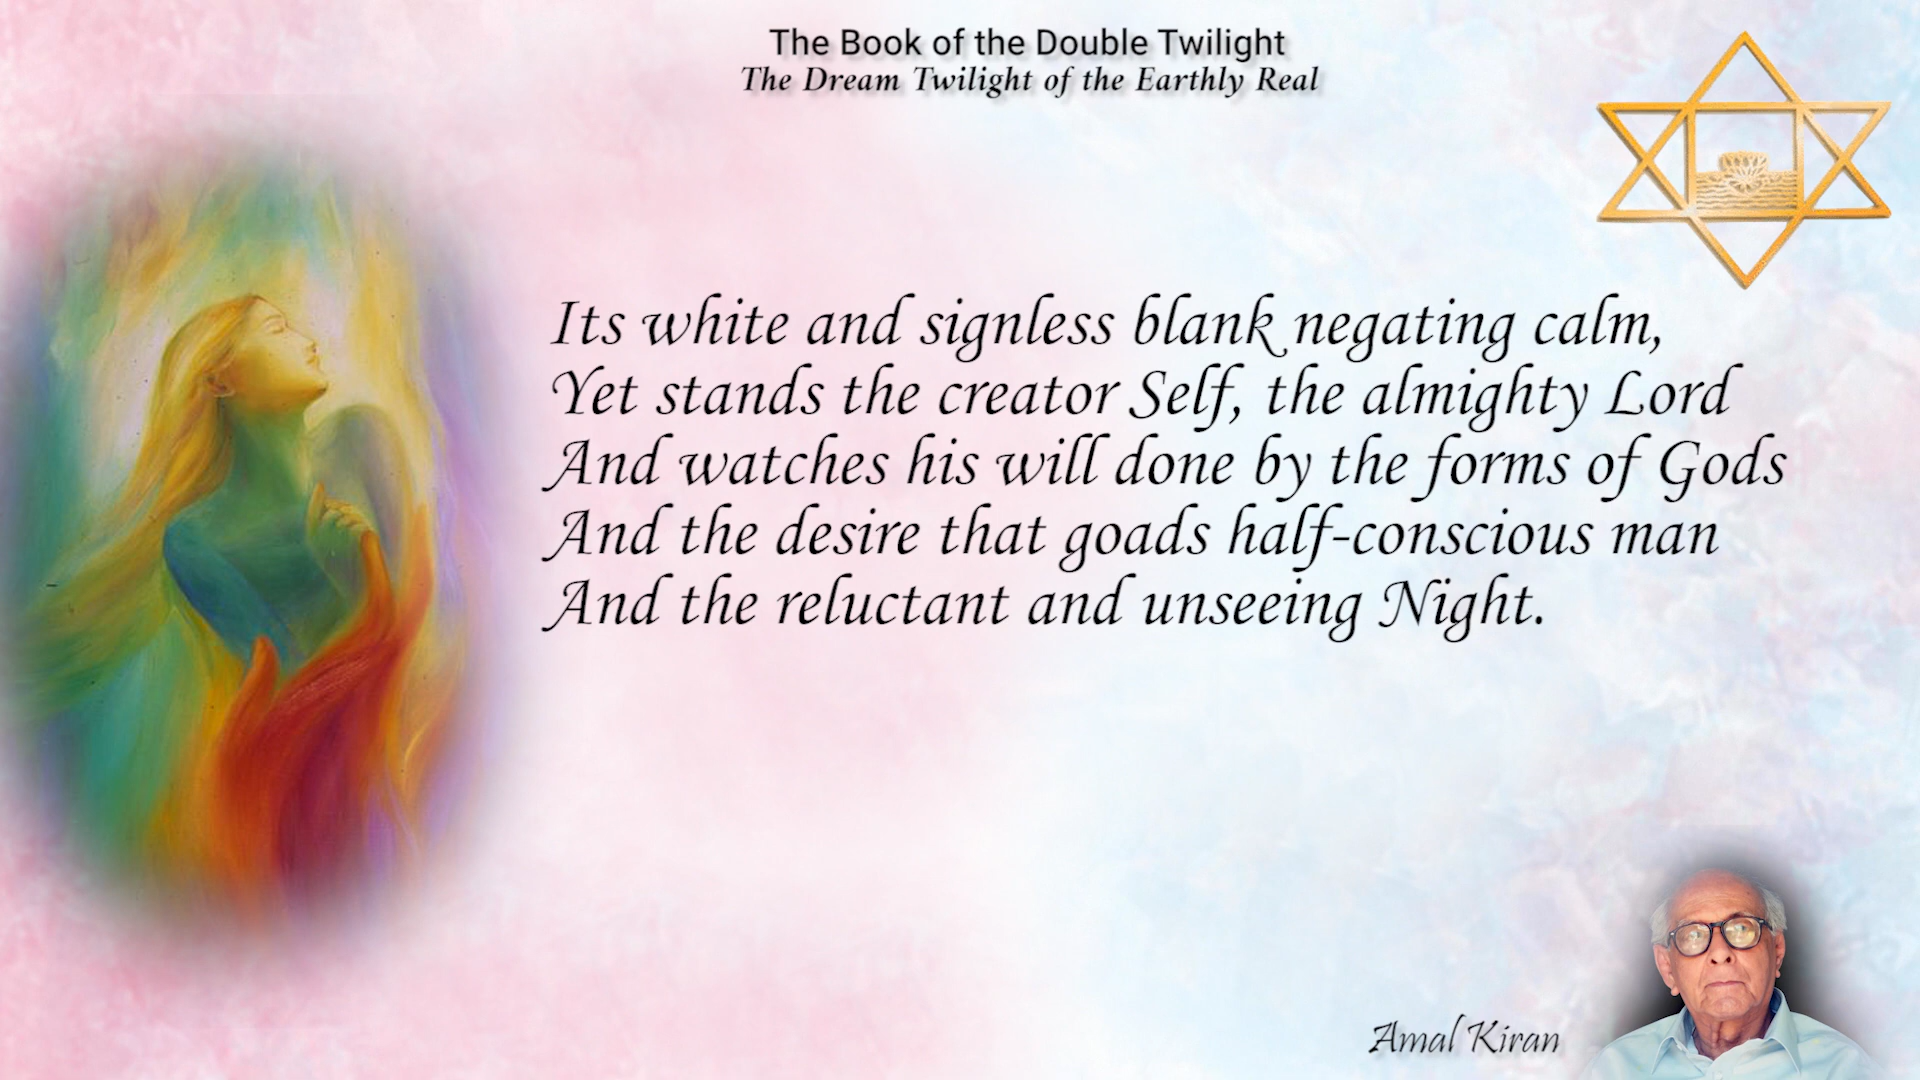 The Book of the Double Twilight
The Dream Twilight of the Earthly Real
Its white and signless blank negating calm,
Yet stands the creator Self, the almighty Lord
And watches his will done by the forms of Gods
And the desire that goads half-conscious man
And the reluctant and unseeing Night.
Amal Kiran